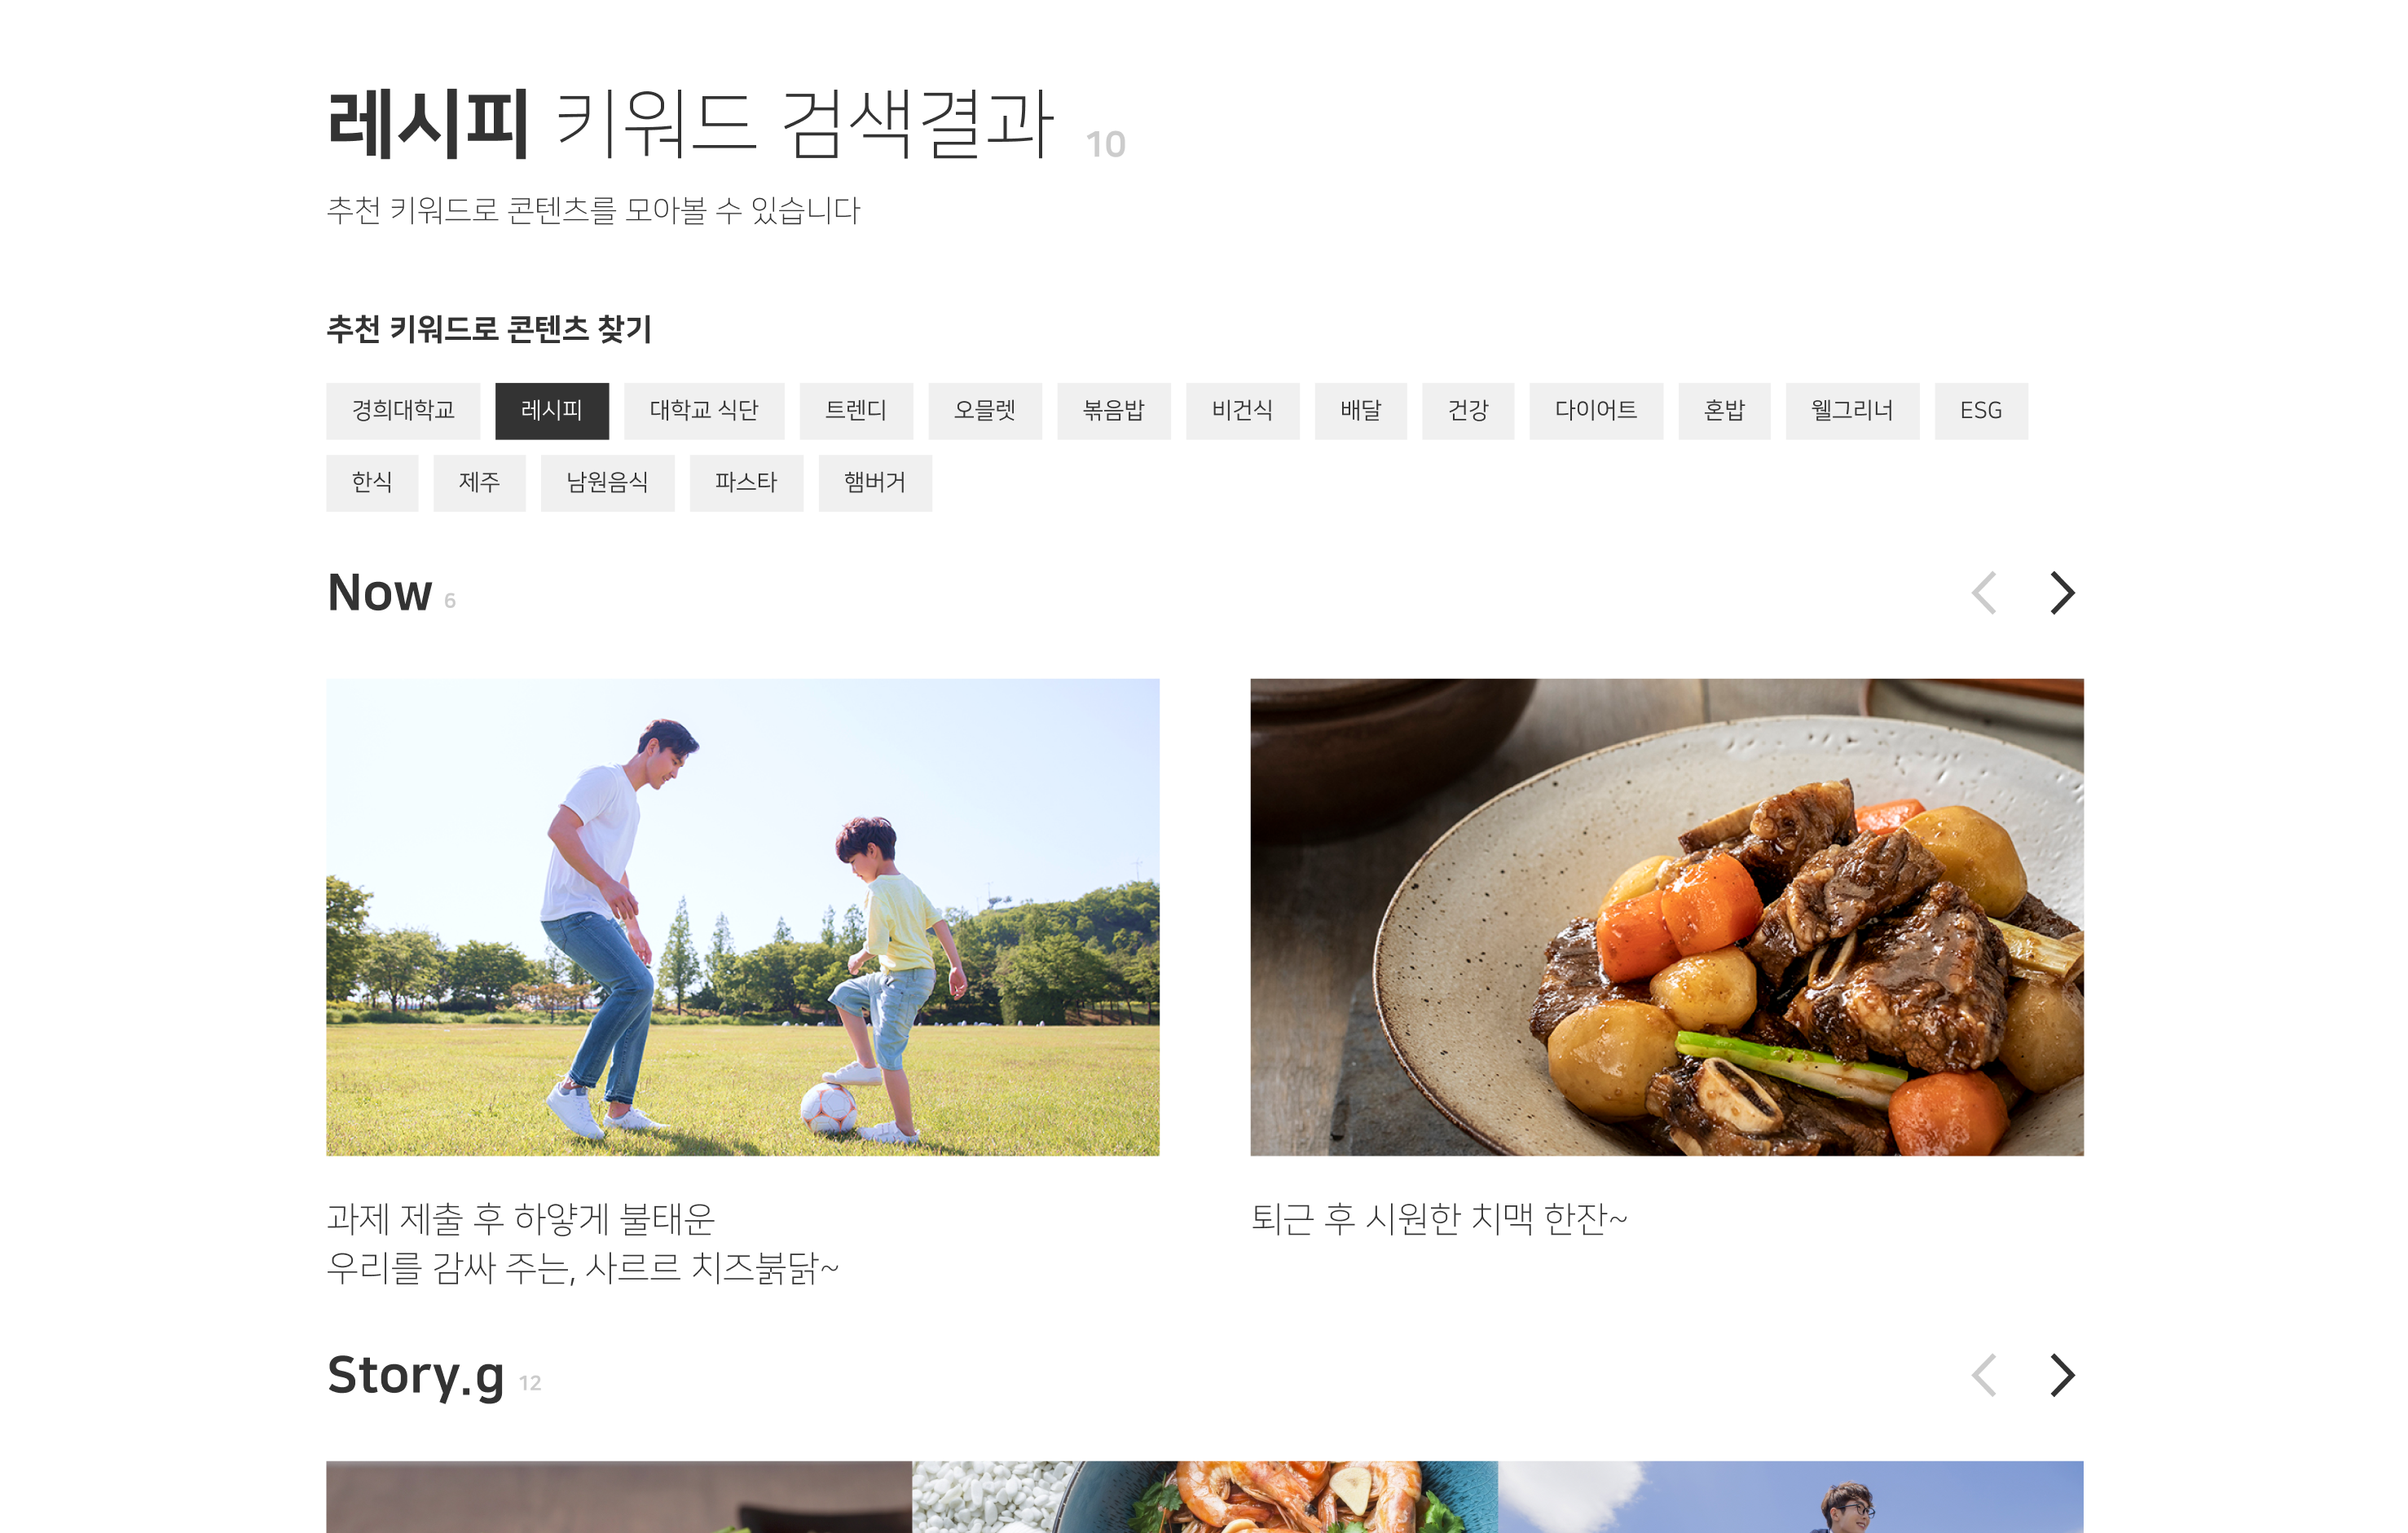 레시피 키워드 검색결과 10
추천 키워드로 콘텐츠를 모아볼 수 있습니다
추천 키워드로 콘텐츠 찾기
경희대학교 레시피 대학교 식단 트렌디 오믈렛 볶음밥 비건식 배달 건강 다이어트 혼밥 웰그리너 ESG
한식 제주 남원음식 파스타 햄버거
Now 6
과제 제출 후 하얗게 불태운
우리를 감싸 주는, 사르르 치즈붉닭~
퇴근 후 시원한 치맥 한잔~
Story.g 12